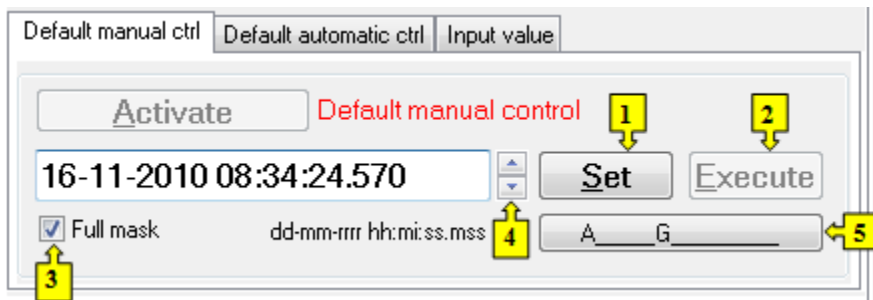 Default manual ctrl Default automatic ctrl Input value
Activate Default manual control 1 2
16-11-2010 08:34:24.570 Set Execute
Full mask dd-mm-rrrr hh:mi:ss.mss 4 A_____G__________ 5
3